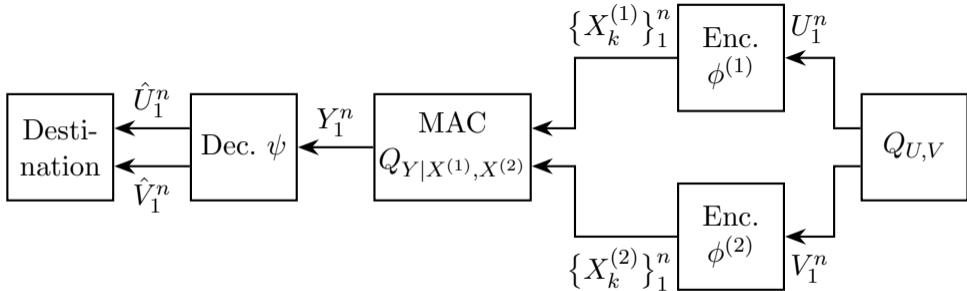 {X_k^{(1)}}_1^n
U_1^n
Enc.
ϕ^{(1)}
Û_1^n
Y_1^n
Desti-
nation
Dec. ψ
MAC
Q_{Y|X^{(1)},X^{(2)}}
Q_{U,V}
V̂_1^n
Enc.
ϕ^{(2)}
{X_k^{(2)}}_1^n
V_1^n